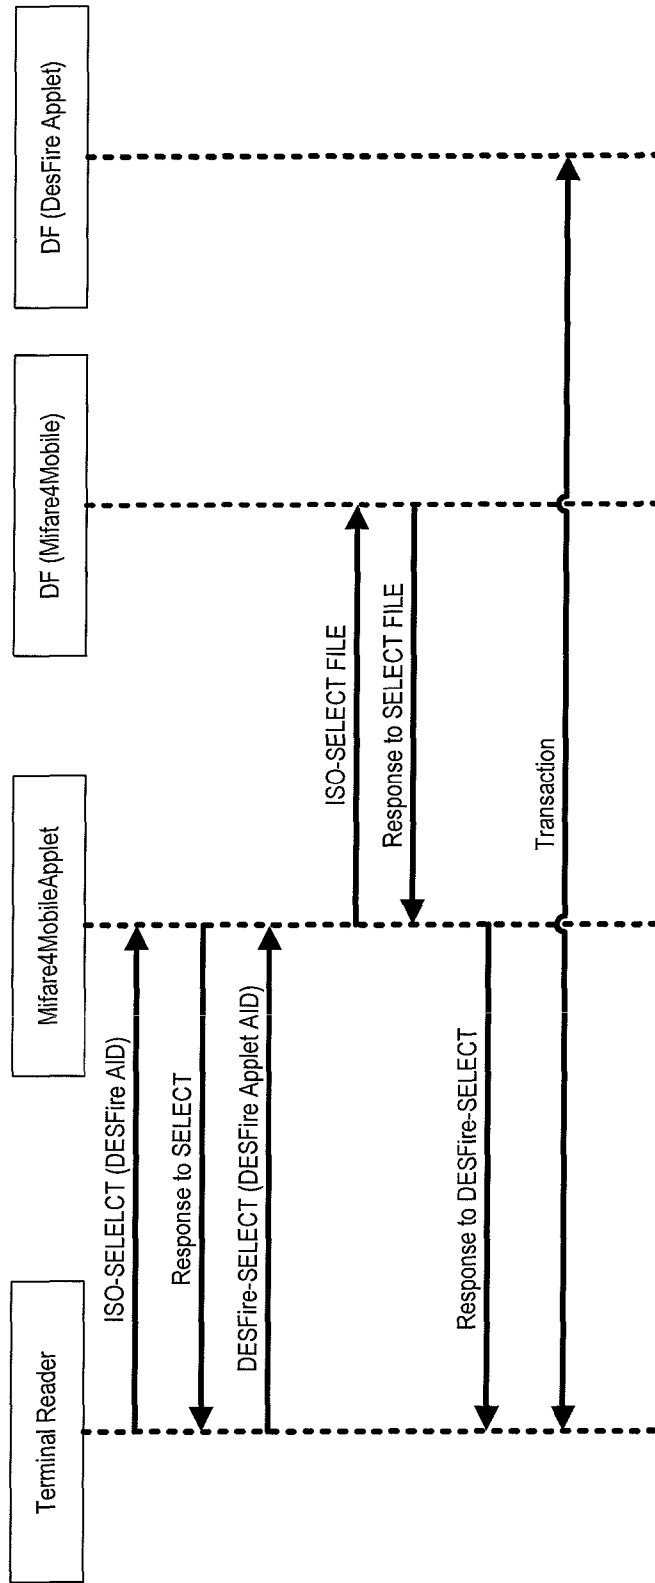 Terminal Reader
Mifare4MobileApplet
DF (Mifare4Mobile)
DF (DesFire Applet)
ISO-SELELCT (DESFire AID)
Response to SELECT
DESFire-SELECT (DESFire Applet AID)
ISO-SELECT FILE
Response to SELECT FILE
Response to DESFire-SELECT
Transaction